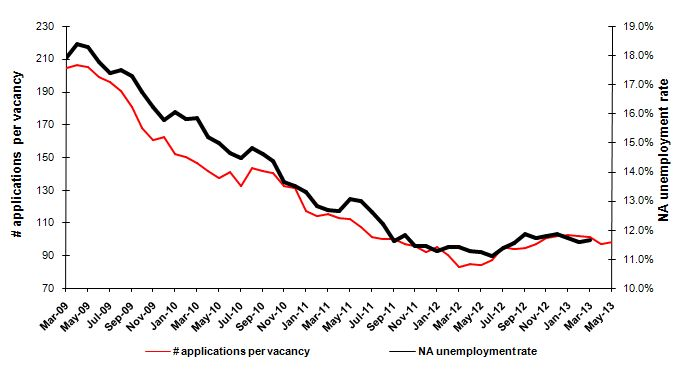 230
210
190
170
150
130
110
90
70
# applications per vacancy
19.0%
18.0%
17.0%
16.0%
15.0%
14.0%
13.0%
12.0%
11.0%
10.0%
NA unemployment rate
Mar-09
May-09
Jul-09
Sep-09
Nov-09
Jan-10
Mar-10
May-10
Jul-10
Sep-10
Nov-10
Jan-11
Mar-11
May-11
Jul-11
Sep-11
Nov-11
Jan-12
Mar-12
May-12
Jul-12
Sep-12
Nov-12
Jan-13
Mar-13
May-13
# applications per vacancy
NA unemployment rate